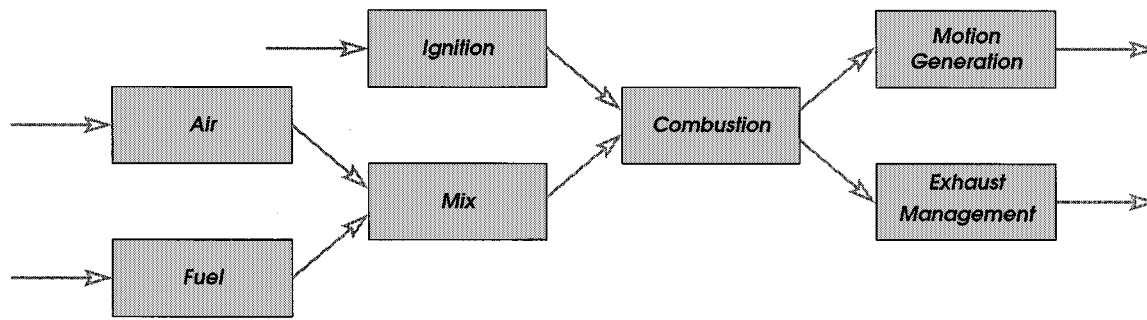 Ignition
Motion
Generation
Air
Combustion
Mix
Exhaust
Management
Fuel